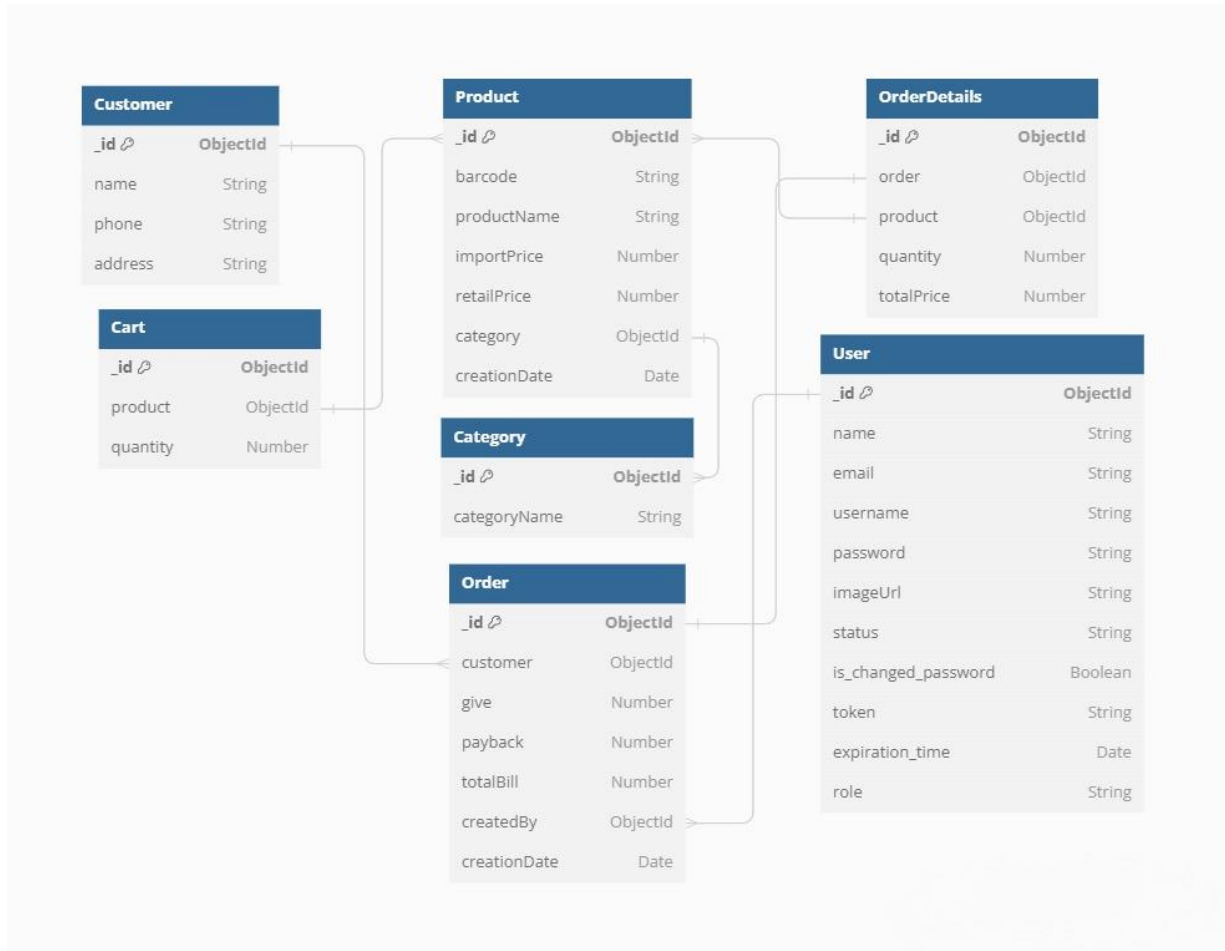 Customer
_id ObjectId
name String
phone String
address String
Cart
_id ObjectId
product ObjectId
quantity Number
Product
_id ObjectId
barcode String
productName String
importPrice Number
retailPrice Number
category ObjectId
creationDate Date
Category
_id ObjectId
categoryName String
Order
_id ObjectId
customer ObjectId
give Number
payback Number
totalBill Number
createdBy ObjectId
creationDate Date
OrderDetails
_id ObjectId
order ObjectId
product ObjectId
quantity Number
totalPrice Number
User
_id ObjectId
name String
email String
username String
password String
imageUrl String
status String
is_changed_password Boolean
token String
expiration_time Date
role String